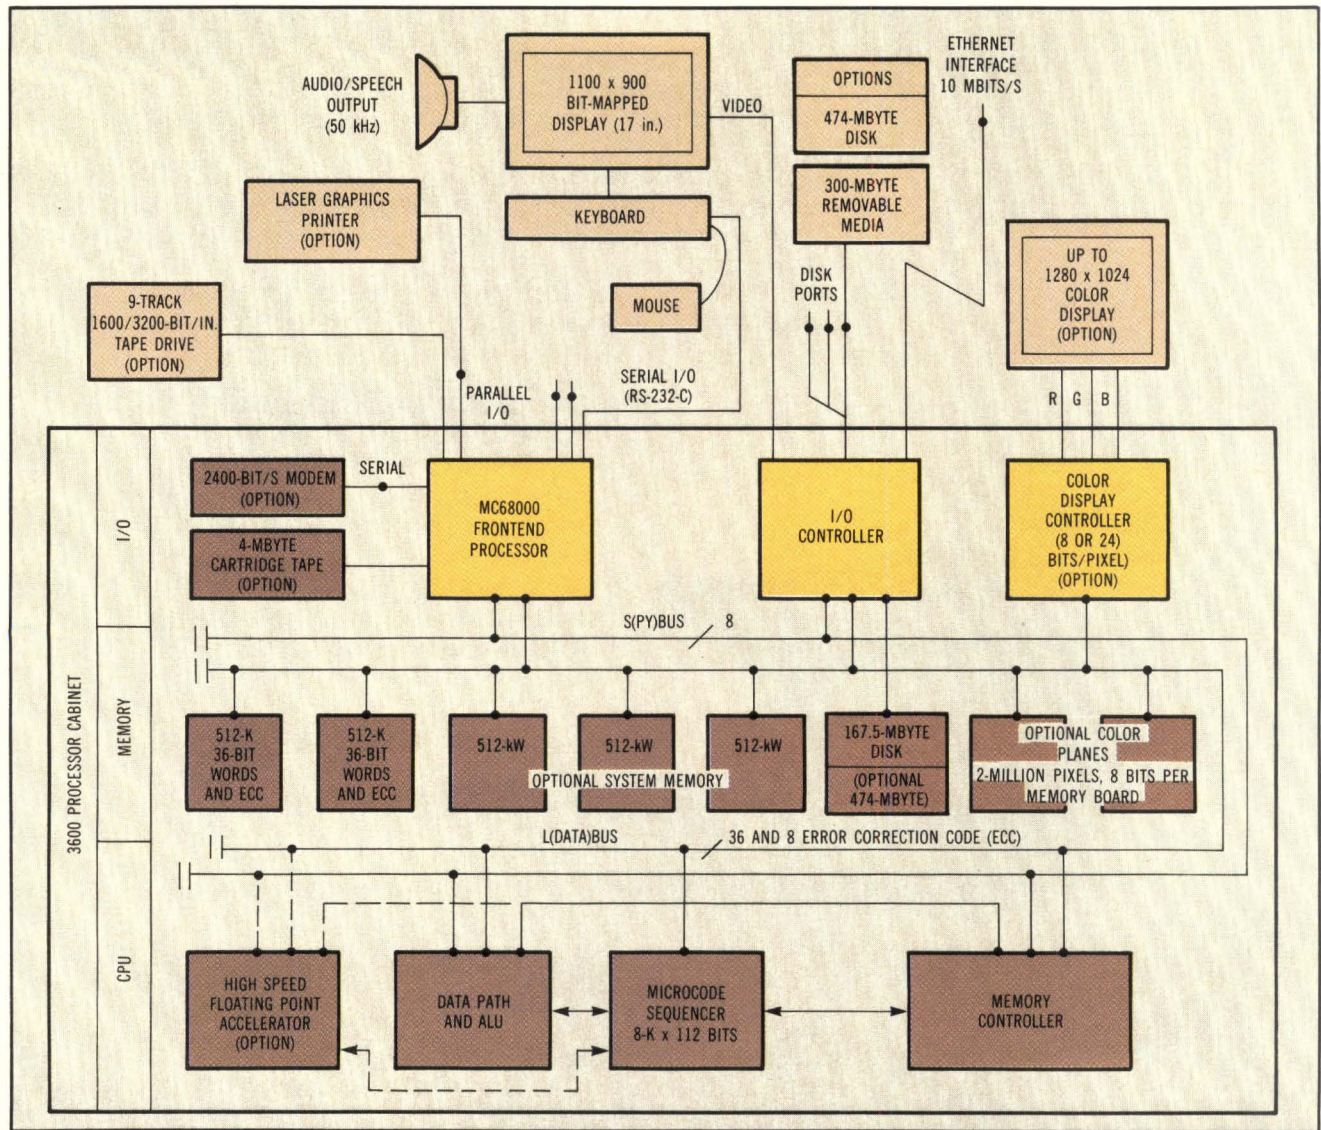 AUDIO/SPEECH
OUTPUT
(50 kHz)
1100 x 900
BIT-MAPPED
DISPLAY (17 in.)
VIDEO
OPTIONS
474-MBYTE
DISK
ETHERNET
INTERFACE
10 MBITS/S
LASER GRAPHICS
PRINTER
(OPTION)
KEYBOARD
300-MBYTE
REMOVABLE
MEDIA
MOUSE
DISK
PORTS
UP TO
1280 x 1024
COLOR
DISPLAY
(OPTION)
9-TRACK
1600/3200-BIT/IN.
TAPE DRIVE
(OPTION)
PARALLEL
I/O
SERIAL I/O
(RS-232-C)
R G B
3600 PROCESSOR CABINET
I/O
2400-BIT/S MODEM
(OPTION)
SERIAL
4-MBYTE
CARTRIDGE TAPE
(OPTION)
MC68000
FRONTEND
PROCESSOR
I/O
CONTROLLER
COLOR
DISPLAY
CONTROLLER
(8 OR 24)
BITS/PIXEL)
(OPTION)
S(PY)BUS 8
MEMORY
512-K
36-BIT
WORDS
AND ECC
512-K
36-BIT
WORDS
AND ECC
512-kW
512-kW
512-kW
OPTIONAL SYSTEM MEMORY
167.5-MBYTE
DISK
(OPTIONAL
474-MBYTE)
OPTIONAL COLOR
PLANES
2-MILLION PIXELS, 8 BITS PER
MEMORY BOARD
L(DATA)BUS 36 AND 8 ERROR CORRECTION CODE (ECC)
CPU
HIGH SPEED
FLOATING POINT
ACCELERATOR
(OPTION)
DATA PATH
AND ALU
MICROCODE
SEQUENCER
8-K x 112 BITS
MEMORY
CONTROLLER